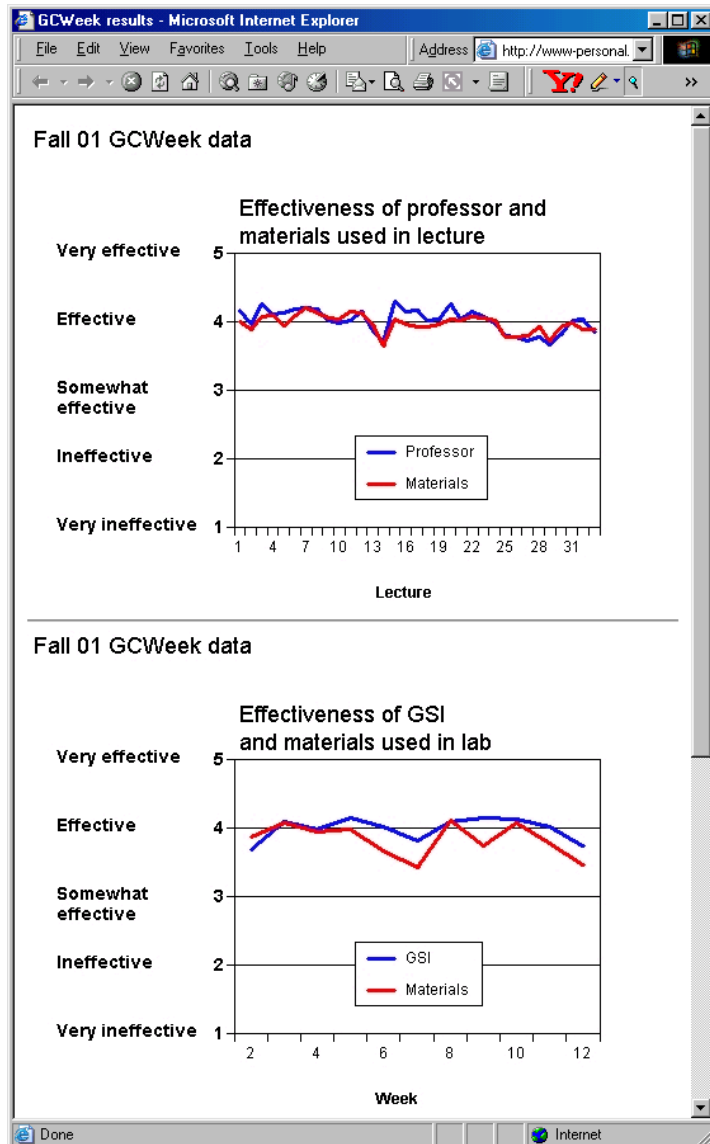 GCWeek results - Microsoft Internet Explorer
File Edit View Favorites Tools Help Address http://www-personal.
Y! »
Fall 01 GCWeek data
Effectiveness of professor and
materials used in lecture
Very effective 5
Effective 4
Somewhat
effective 3
Ineffective 2
Very ineffective 1
Professor
Materials
1 4 7 10 13 16 19 22 25 28 31
Lecture
Fall 01 GCWeek data
Effectiveness of GSI
and materials used in lab
Very effective 5
Effective 4
Somewhat
effective 3
Ineffective 2
Very ineffective 1
GSI
Materials
2 4 6 8 10 12
Week
Done Internet